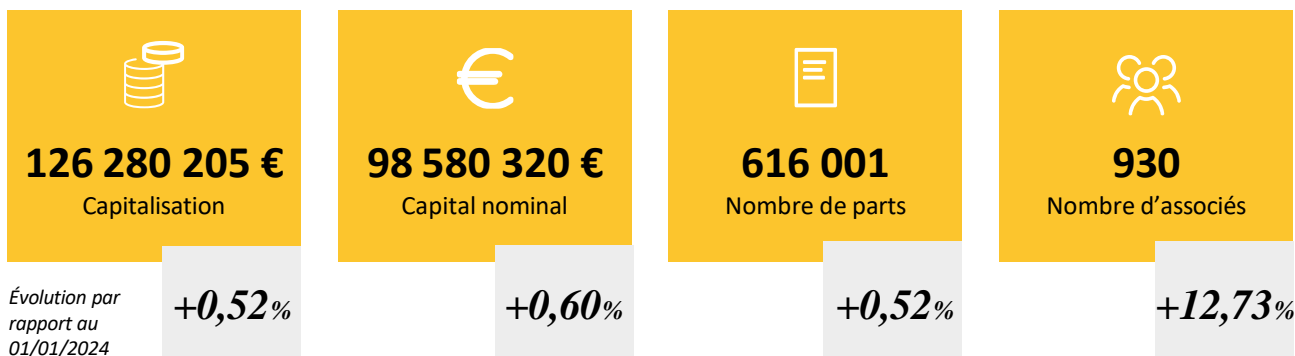 126 280 205 €
Capitalisation
98 580 320 €
Capital nominal
616 001
Nombre de parts
930
Nombre d’associés
Évolution par
rapport au
01/01/2024
+0,52%
+0,60%
+0,52%
+12,73%